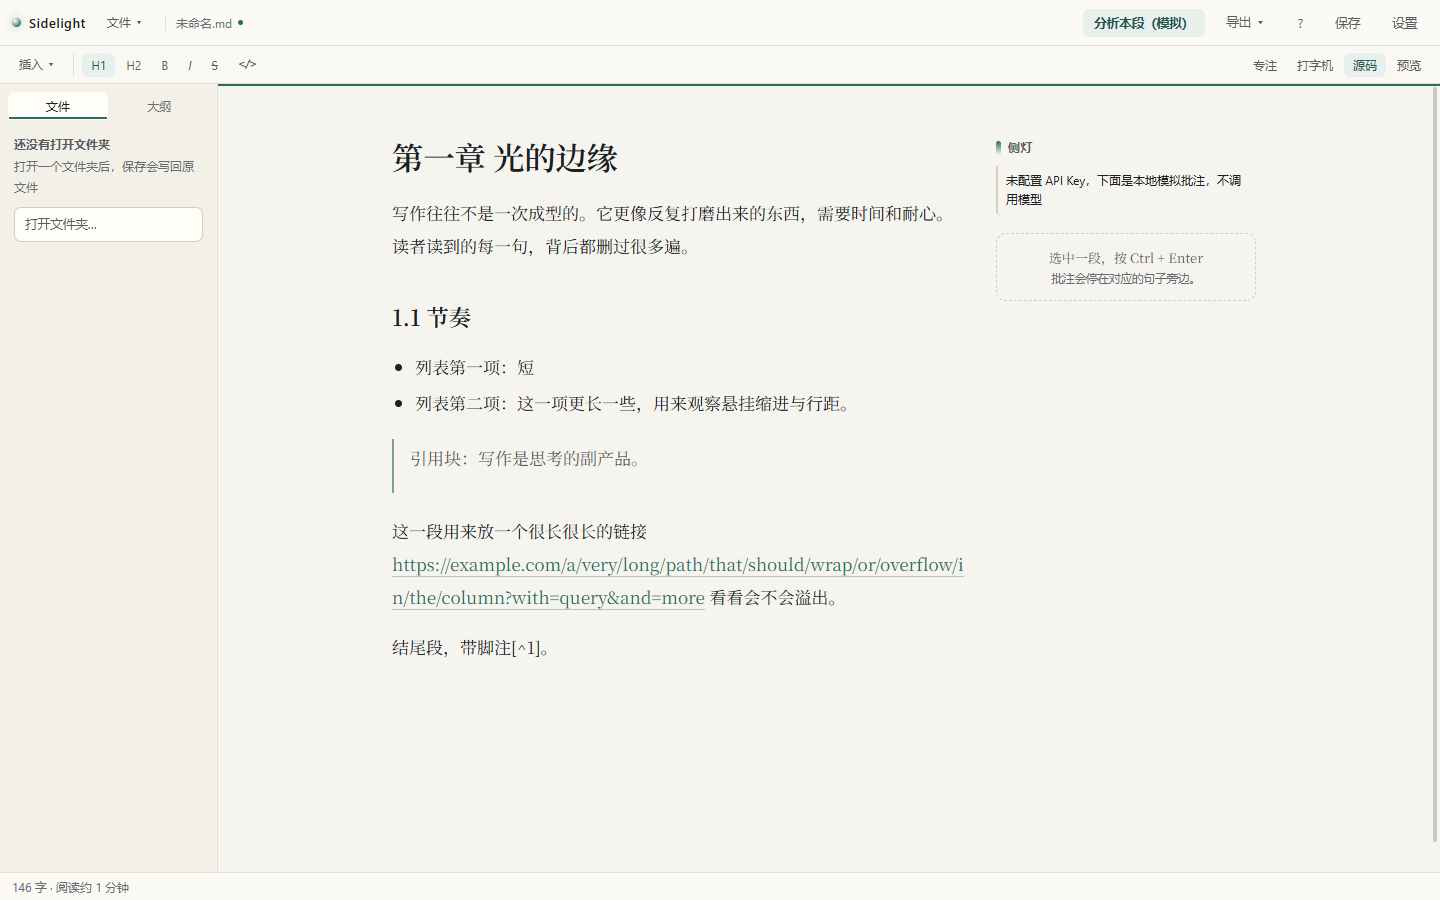 Sidelight 文件 未命名.md 分析本段（模拟） 导出 ? 保存 设置
插入 H1 H2 B I S </> 专注 打字机 源码 预览
文件 大纲
还没有打开文件夹
打开一个文件夹后，保存会写回原
文件
打开文件夹...
第一章 光的边缘
写作往往不是一次成型的。它更像反复打磨出来的东西，需要时间和耐心。
读者读到的每一句，背后都删过很多遍。
1.1 节奏
列表第一项：短
列表第二项：这一项更长一些，用来观察悬挂缩进与行距。
引用块：写作是思考的副产品。
这一段用来放一个很长很长的链接
https://example.com/a/very/long/path/that/should/wrap/or/overflow/i
n/the/column?with=query&and=more 看看会不会溢出。
结尾段，带脚注[^1]。
侧灯
未配置 API Key，下面是本地模拟批注，不调
用模型
选中一段，按 Ctrl + Enter
批注会停在对应的句子旁边。
146 字 · 阅读约 1 分钟